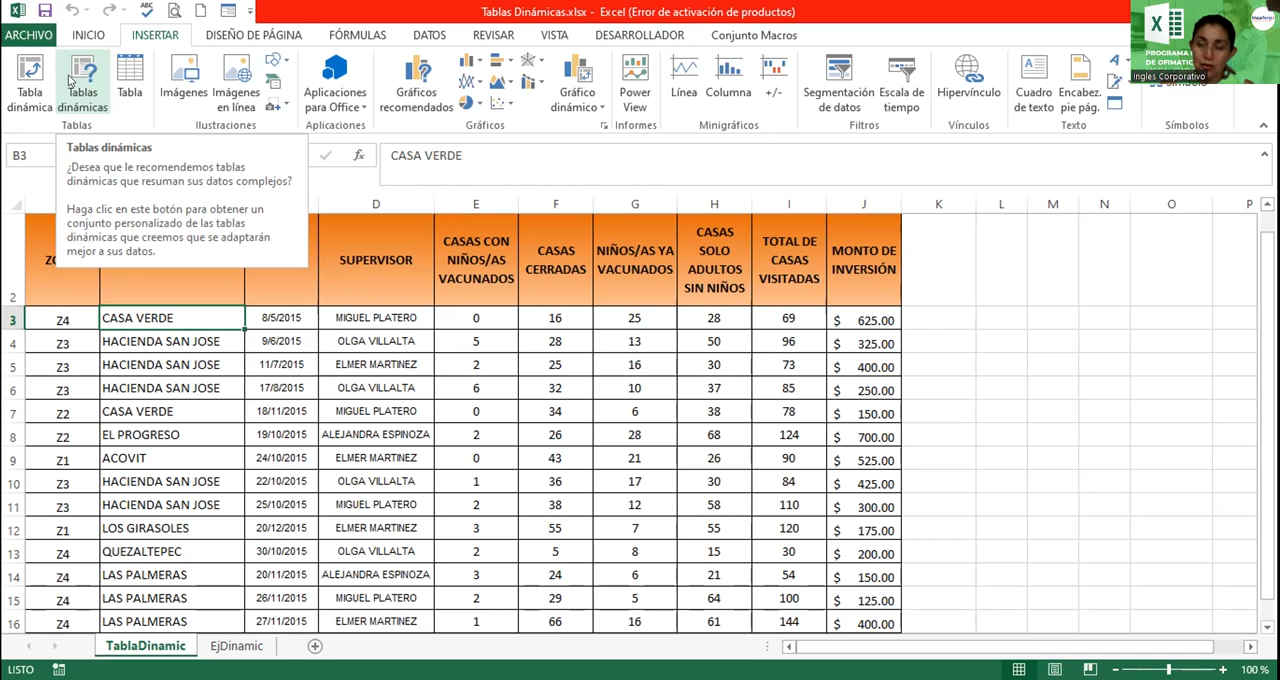 Tablas Dinámicas.xlsx - Excel (Error de activación de productos)
ARCHIVO INICIO INSERTAR DISEÑO DE PÁGINA FÓRMULAS DATOS REVISAR VISTA DESARROLLADOR Conjunto Macros
Tabla dinámica
Tablas dinámicas
Tabla
Imágenes
Imágenes en línea
Aplicaciones para Office
Gráficos recomendados
Gráfico dinámico
Power View
Línea
Columna
+/-
Segmentación de datos
Escala de tiempo
Hipervínculo
Cuadro de texto
Encabez. pie pág.
Tablas Ilustraciones Aplicaciones Gráficos Informes Minigráficos Filtros Vínculos Texto Símbolos
Ingles Corporativo
B3
CASA VERDE
Tablas dinámicas
¿Desea que le recomendemos tablas
dinámicas que resuman sus datos complejos?
Haga clic en este botón para obtener un
conjunto personalizado de las tablas
dinámicas que creemos que se adaptarán
mejor a sus datos.
D E F G H I J K L M N O P
2 SUPERVISOR CASAS CON NIÑOS/AS VACUNADOS CASAS CERRADAS NIÑOS/AS YA VACUNADOS CASAS SOLO ADULTOS SIN NIÑOS TOTAL DE CASAS VISITADAS MONTO DE INVERSIÓN
3 Z4 CASA VERDE 8/5/2015 MIGUEL PLATERO 0 16 25 28 69 $ 625.00
4 Z3 HACIENDA SAN JOSE 9/6/2015 OLGA VILLALTA 5 28 13 50 96 $ 325.00
5 Z3 HACIENDA SAN JOSE 11/7/2015 ELMER MARTINEZ 2 25 16 30 73 $ 400.00
6 Z3 HACIENDA SAN JOSE 17/8/2015 OLGA VILLALTA 6 32 10 37 85 $ 250.00
7 Z2 CASA VERDE 18/11/2015 MIGUEL PLATERO 0 34 6 38 78 $ 150.00
8 Z2 EL PROGRESO 19/10/2015 ALEJANDRA ESPINOZA 2 26 28 68 124 $ 700.00
9 Z1 ACOVIT 24/10/2015 ELMER MARTINEZ 0 43 21 26 90 $ 525.00
10 Z3 HACIENDA SAN JOSE 22/10/2015 OLGA VILLALTA 1 36 17 30 84 $ 425.00
11 Z3 HACIENDA SAN JOSE 25/10/2015 MIGUEL PLATERO 2 38 12 58 110 $ 300.00
12 Z1 LOS GIRASOLES 20/12/2015 ELMER MARTINEZ 3 55 7 55 120 $ 175.00
13 Z4 QUEZALTEPEC 30/10/2015 OLGA VILLALTA 2 5 8 15 30 $ 200.00
14 Z4 LAS PALMERAS 20/11/2015 ALEJANDRA ESPINOZA 3 24 6 21 54 $ 150.00
15 Z4 LAS PALMERAS 26/11/2015 MIGUEL PLATERO 2 29 5 64 100 $ 125.00
16 Z4 LAS PALMERAS 27/11/2015 ELMER MARTINEZ 1 66 16 61 144 $ 400.00
TablaDinamic EjDinamic
LISTO 100 %